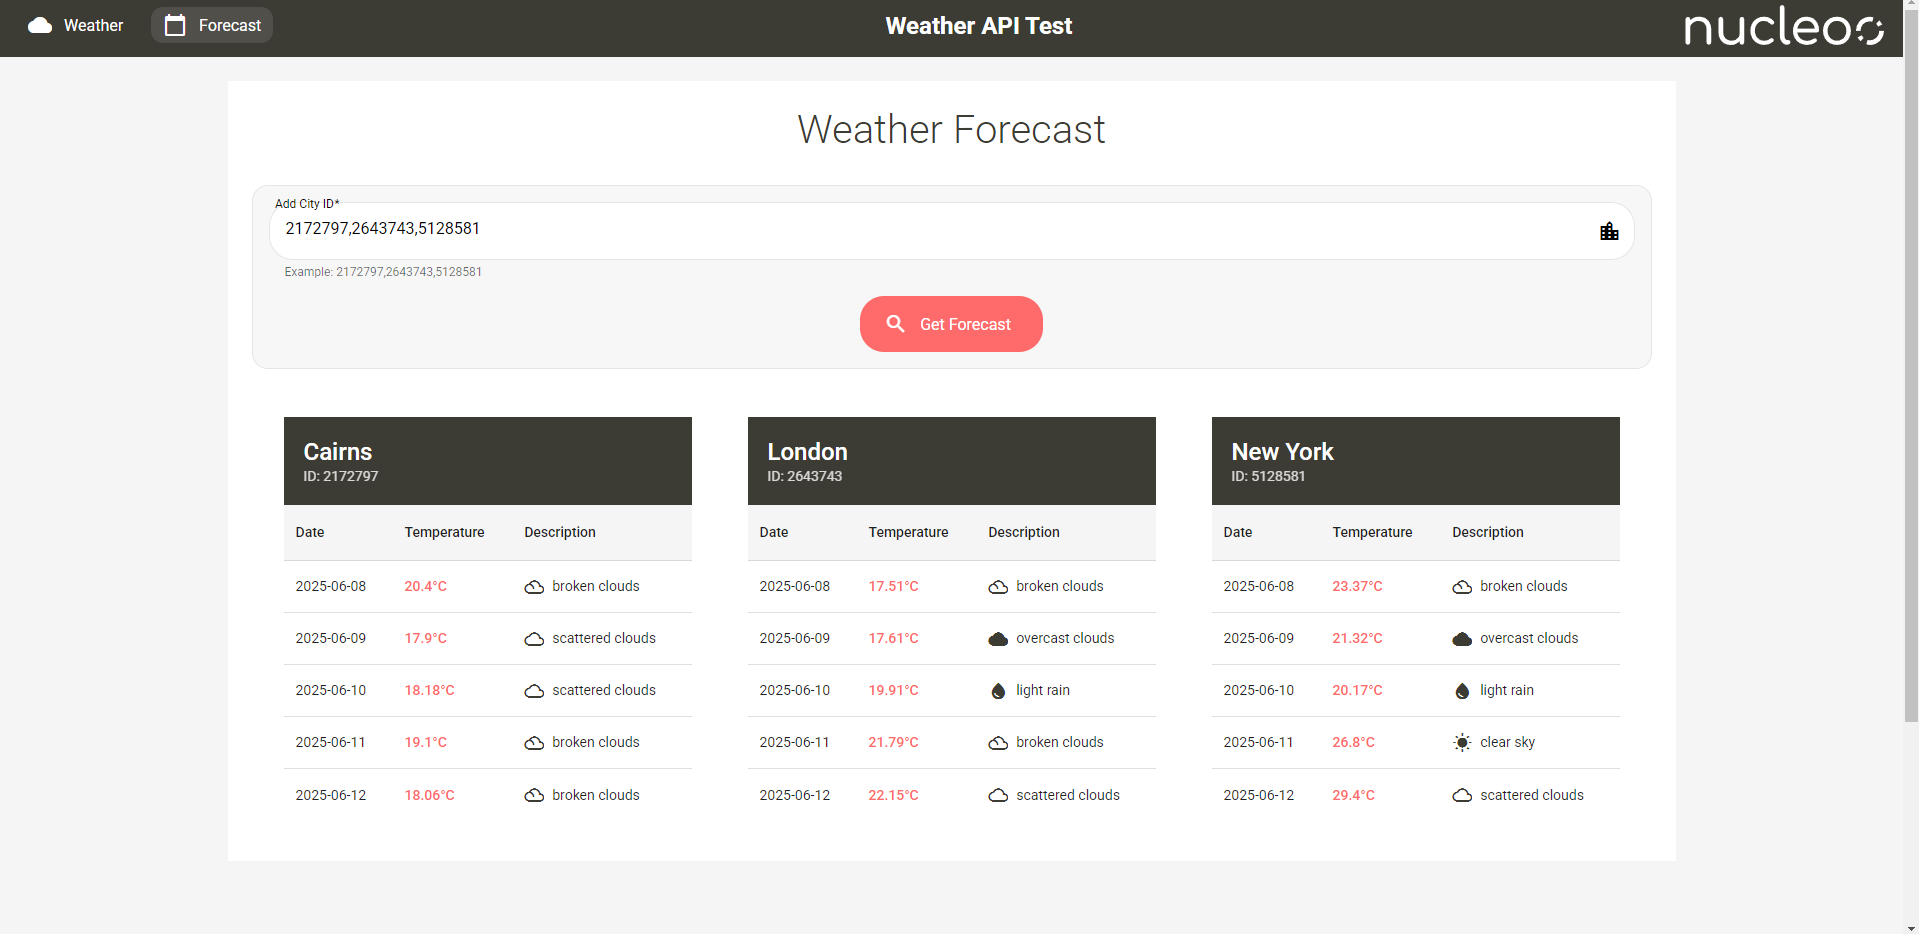 Weather
Forecast
Weather API Test
nucleo
Weather Forecast
Add City ID*
2172797,2643743,5128581
Example: 2172797,2643743,5128581
Get Forecast
Cairns
ID: 2172797
Date Temperature Description
2025-06-08 20.4°C broken clouds
2025-06-09 17.9°C scattered clouds
2025-06-10 18.18°C scattered clouds
2025-06-11 19.1°C broken clouds
2025-06-12 18.06°C broken clouds
London
ID: 2643743
Date Temperature Description
2025-06-08 17.51°C broken clouds
2025-06-09 17.61°C overcast clouds
2025-06-10 19.91°C light rain
2025-06-11 21.79°C broken clouds
2025-06-12 22.15°C scattered clouds
New York
ID: 5128581
Date Temperature Description
2025-06-08 23.37°C broken clouds
2025-06-09 21.32°C overcast clouds
2025-06-10 20.17°C light rain
2025-06-11 26.8°C clear sky
2025-06-12 29.4°C scattered clouds